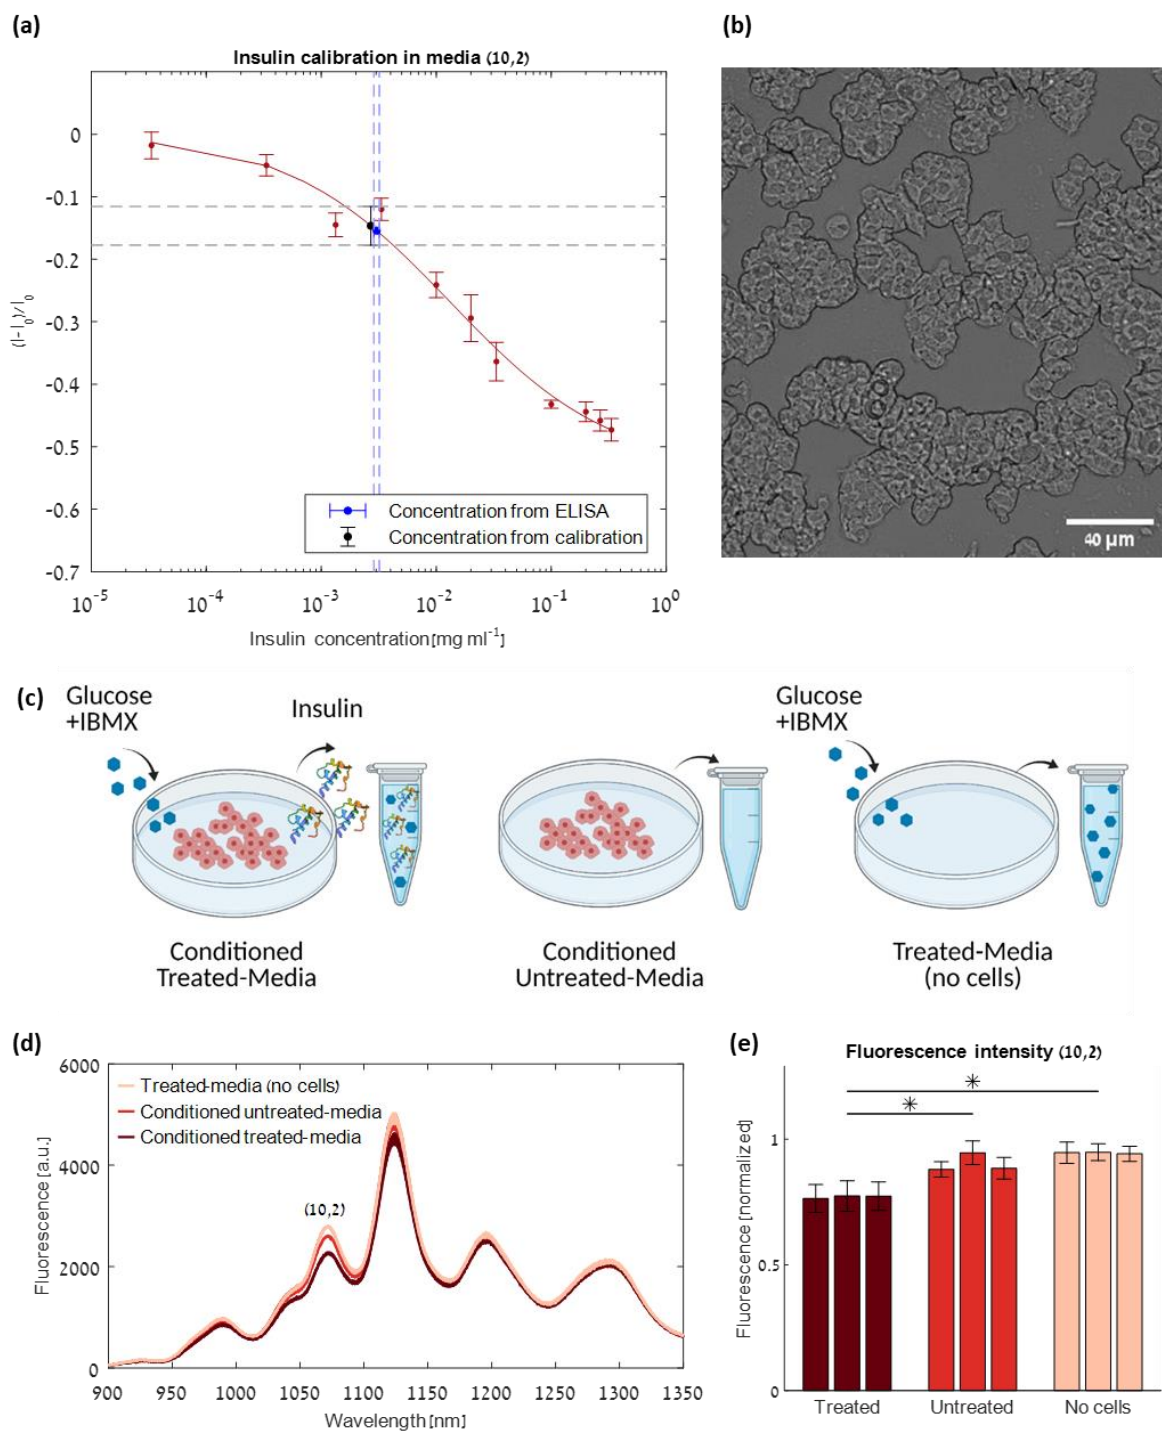 (a)
Insulin calibration in media (10,2)
0
-0.1
-0.2
-0.3
-0.4
-0.5
-0.6
-0.7
(I-I₀)/I₀
Concentration from ELISA
Concentration from calibration
10⁻⁵ 10⁻⁴ 10⁻³ 10⁻² 10⁻¹ 10⁰
Insulin concentration[mg ml⁻¹]
(b)
40 µm
(c)
Glucose
+IBMX
Insulin
Glucose
+IBMX
Conditioned
Treated-Media
Conditioned
Untreated-Media
Treated-Media
(no cells)
(d)
6000
4000
2000
0
Fluorescence [a.u.]
Treated-media (no cells)
Conditioned untreated-media
Conditioned treated-media
(10,2)
900 950 1000 1050 1100 1150 1200 1250 1300 1350
Wavelength[nm]
(e)
Fluorescence intensity (10,2)
1
0.5
0
Fluorescence [normalized]
Treated Untreated No cells